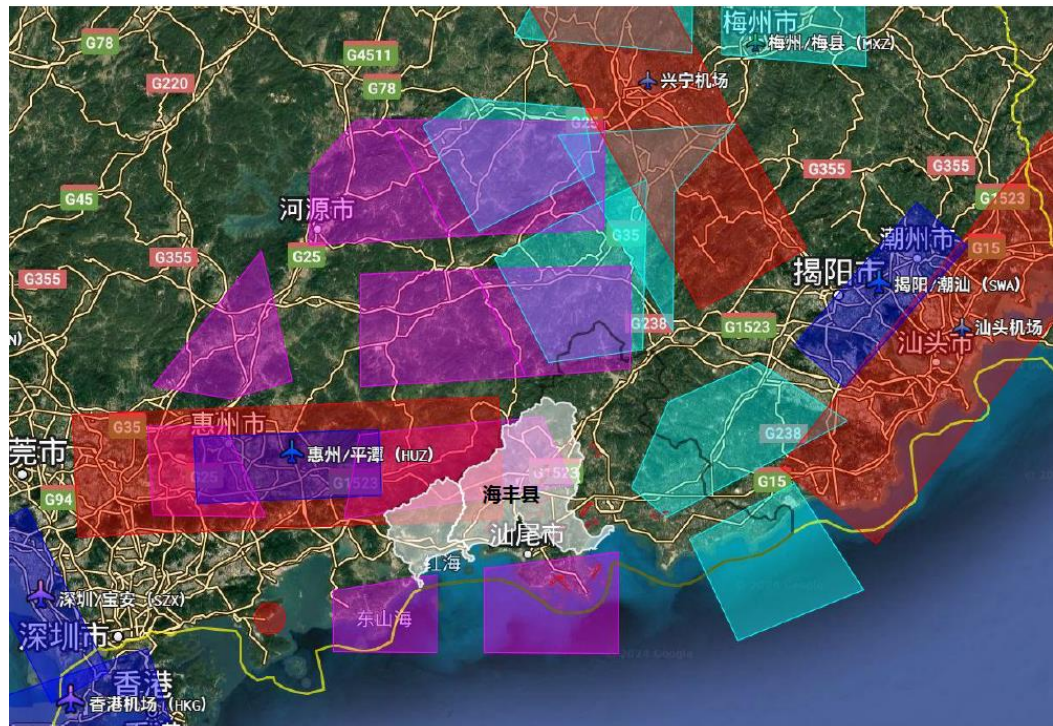 G78
G4511
G220
G78
梅州市
梅州/梅县 (MXZ)
兴宁机场
G25
G45
G355
G355
G355
G1523
河源市
G25
G35
潮州市
G15
G355
揭阳市
揭阳/潮汕 (SWA)
N)
G238
G1523
汕头机场
汕头市
G35
惠州市
G238
莞市
惠州/平潭 (HUZ)
G25
G1523
G1523
G15
G94
海丰县
汕尾市
红海
深圳/宝安 (SZX)
东山海
深圳市
© 2024 Google
香港
香港机场 (HKG)